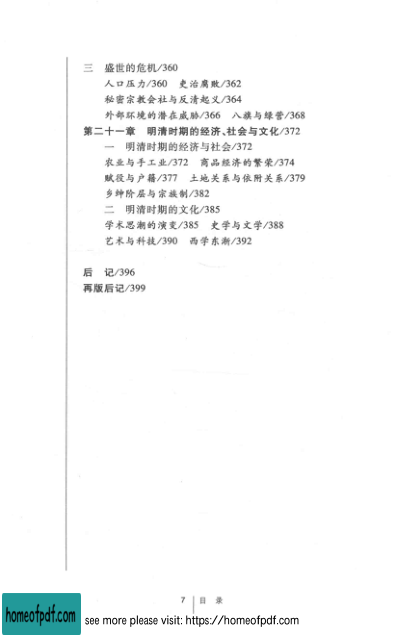 三 盛世的危机/360
人口压力/360 吏治腐败/362
秘密宗教会社与反清起义/364
外部环境的潜在威胁/366 八旗与绿营/368
第二十一章 明清时期的经济、社会与文化/372
一 明清时期的经济与社会/372
农业与手工业/372 商品经济的繁荣/374
赋役与户籍/377 土地关系与依附关系/379
乡绅阶层与宗族制/382
二 明清时期的文化/385
学术思潮的演变/385 史学与文学/388
艺术与科技/390 西学东渐/392
后 记/396
再版后记/399
7 目 录
homeofpdf.com
see more please visit: https://homeofpdf.com